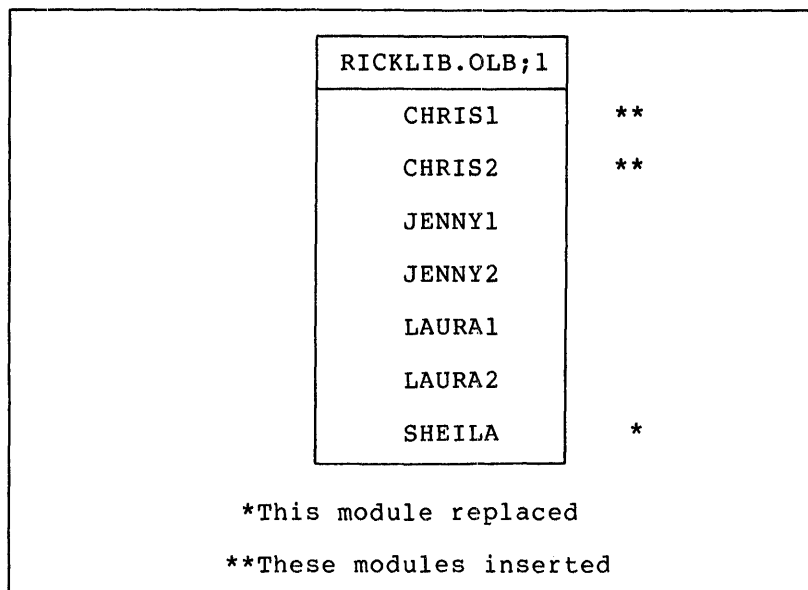 RICKLIB.OLB;1
CHRIS1 **
CHRIS2 **
JENNY1
JENNY2
LAURA1
LAURA2
SHEILA *
*This module replaced
**These modules inserted